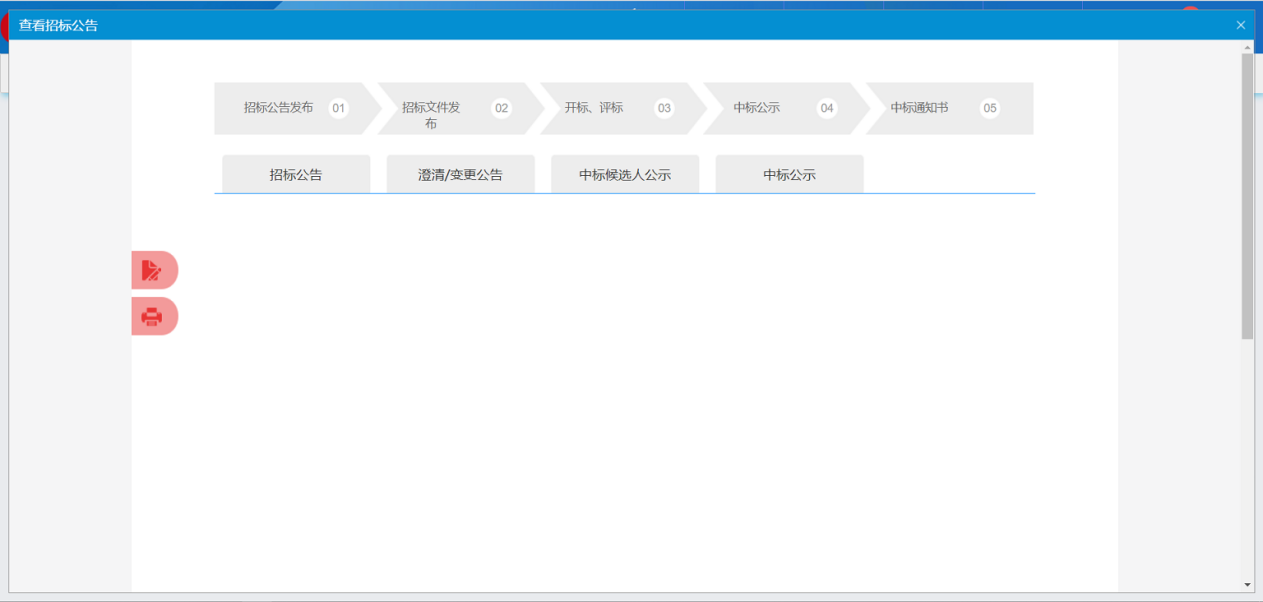 查看招标公告
招标公告发布 01
招标文件发
布
02
开标、评标 03
中标公示 04
中标通知书 05
招标公告
澄清/变更公告
中标候选人公示
中标公示